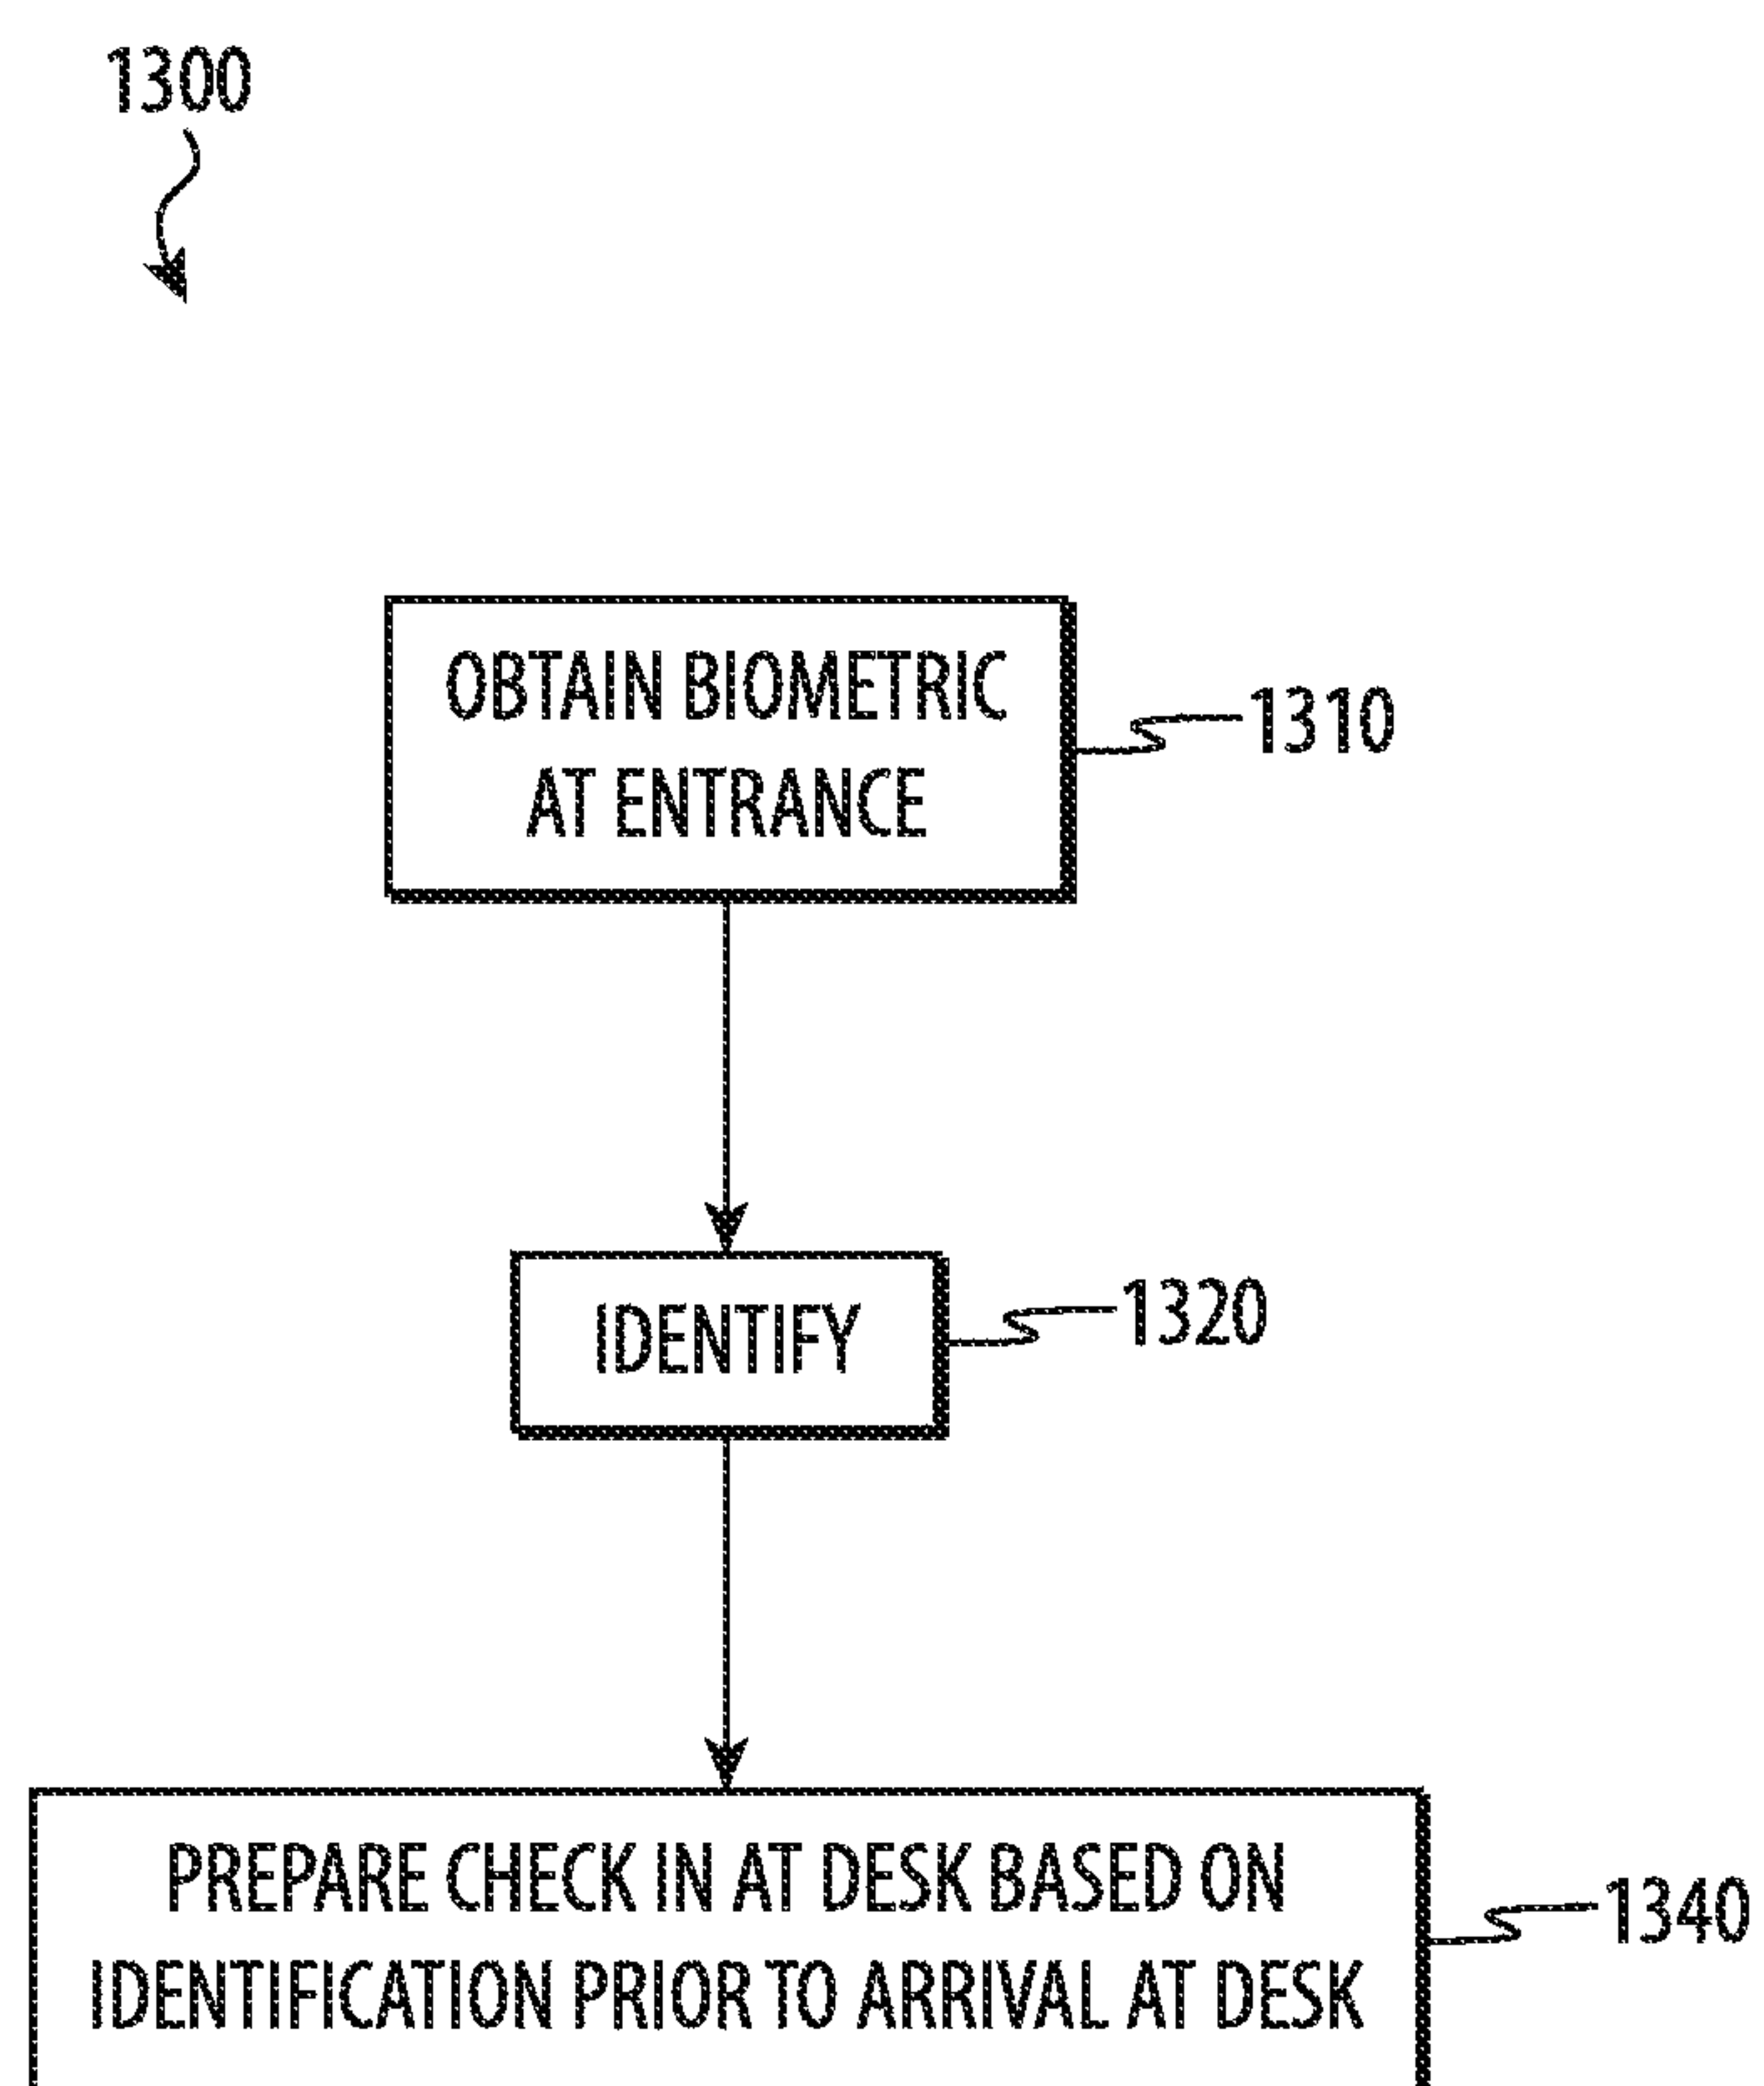 1300
OBTAIN BIOMETRIC
AT ENTRANCE
1310
IDENTIFY
1320
PREPARE CHECK IN AT DESK BASED ON
IDENTIFICATION PRIOR TO ARRIVAL AT DESK
1340